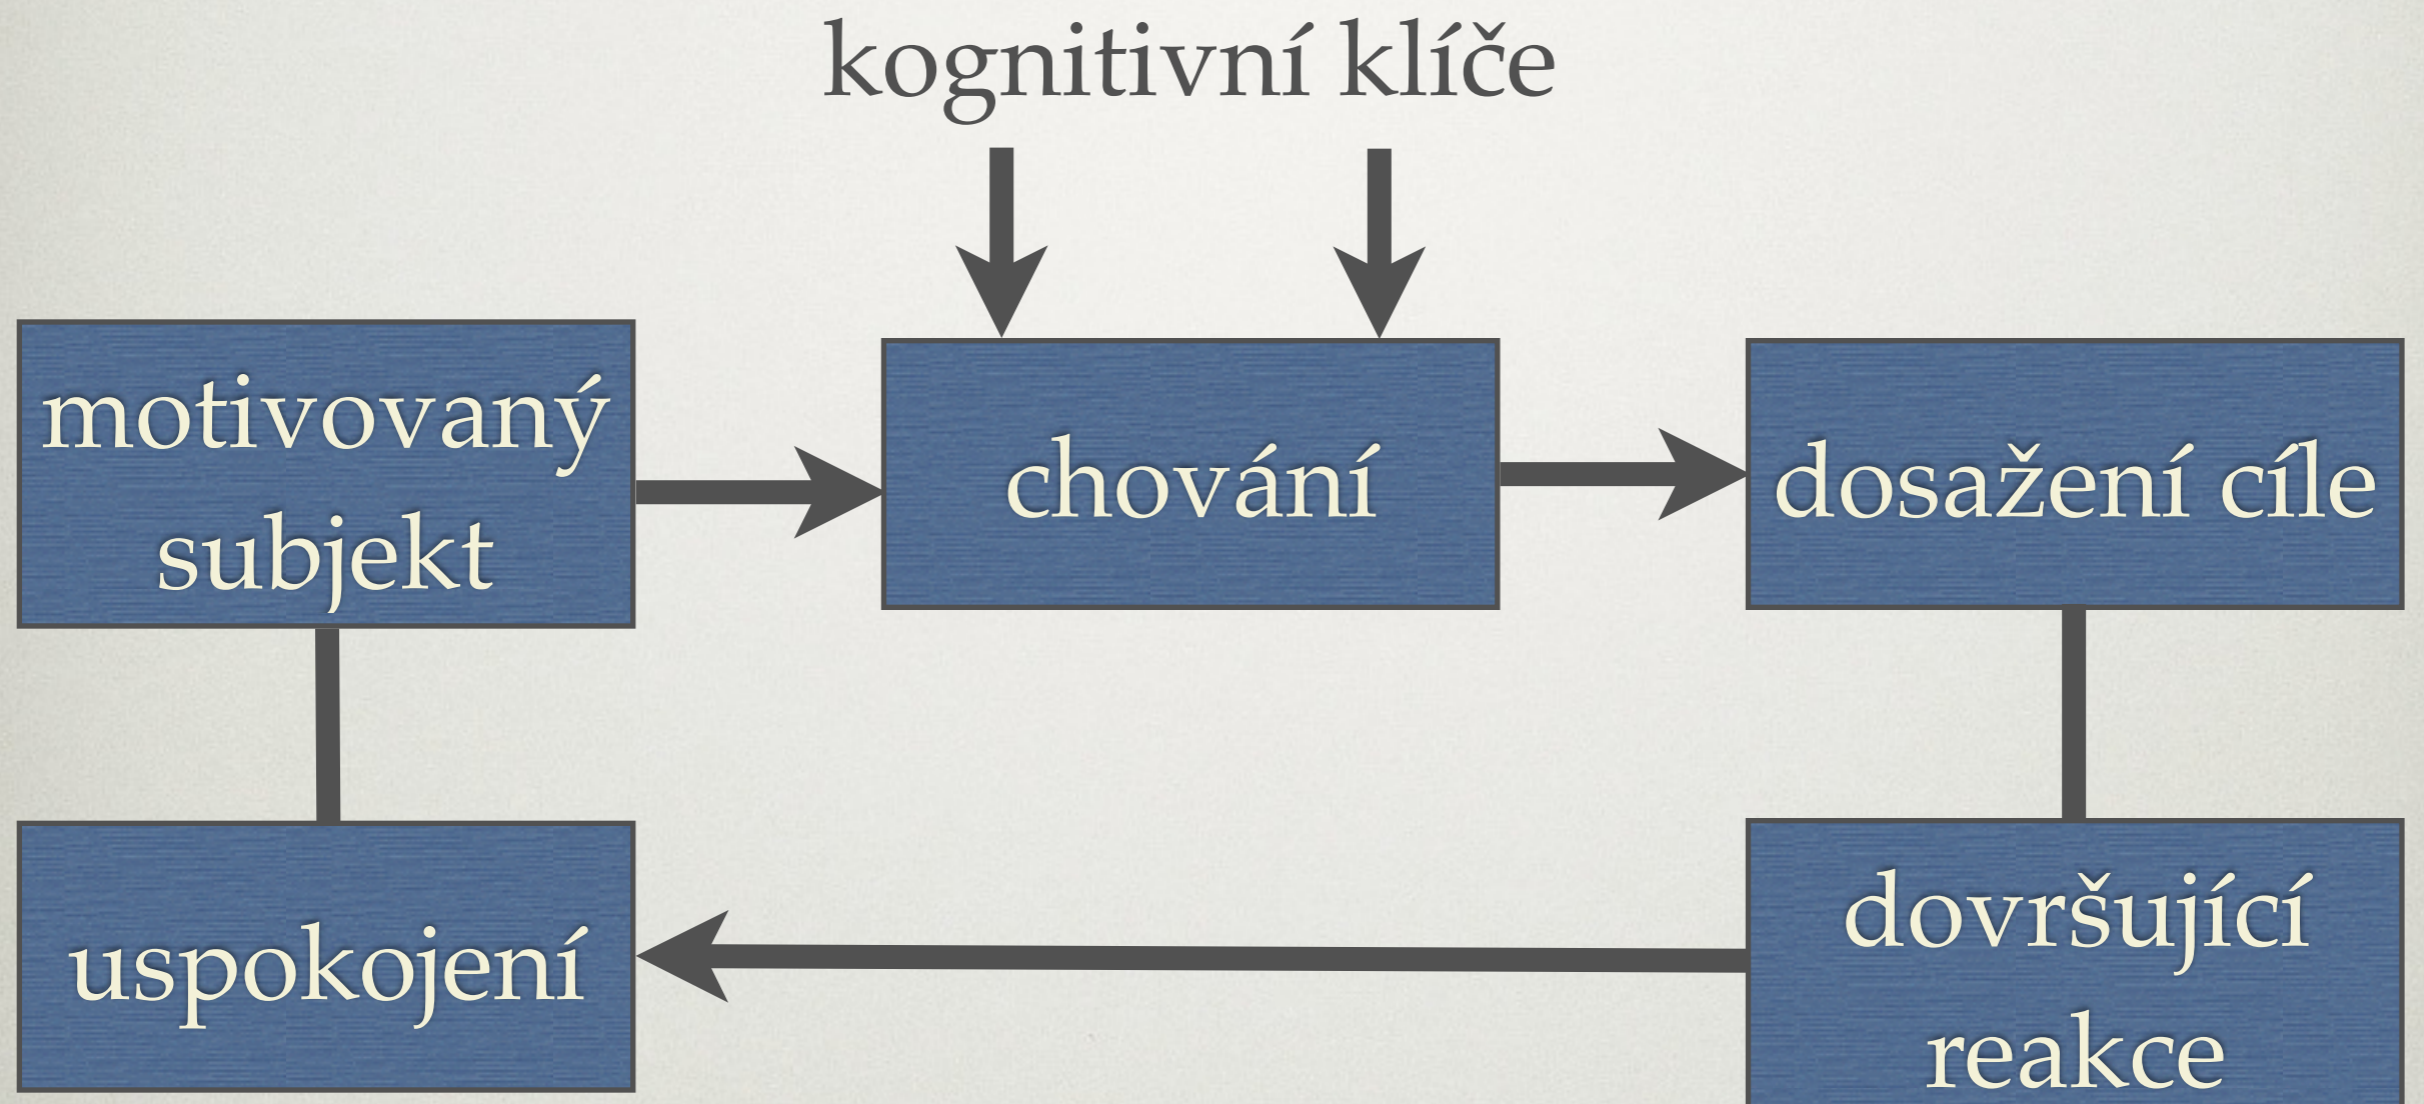 kognitivní klíče
motivovaný
subjekt
chování
dosažení cíle
uspokojení
dovršující
reakce